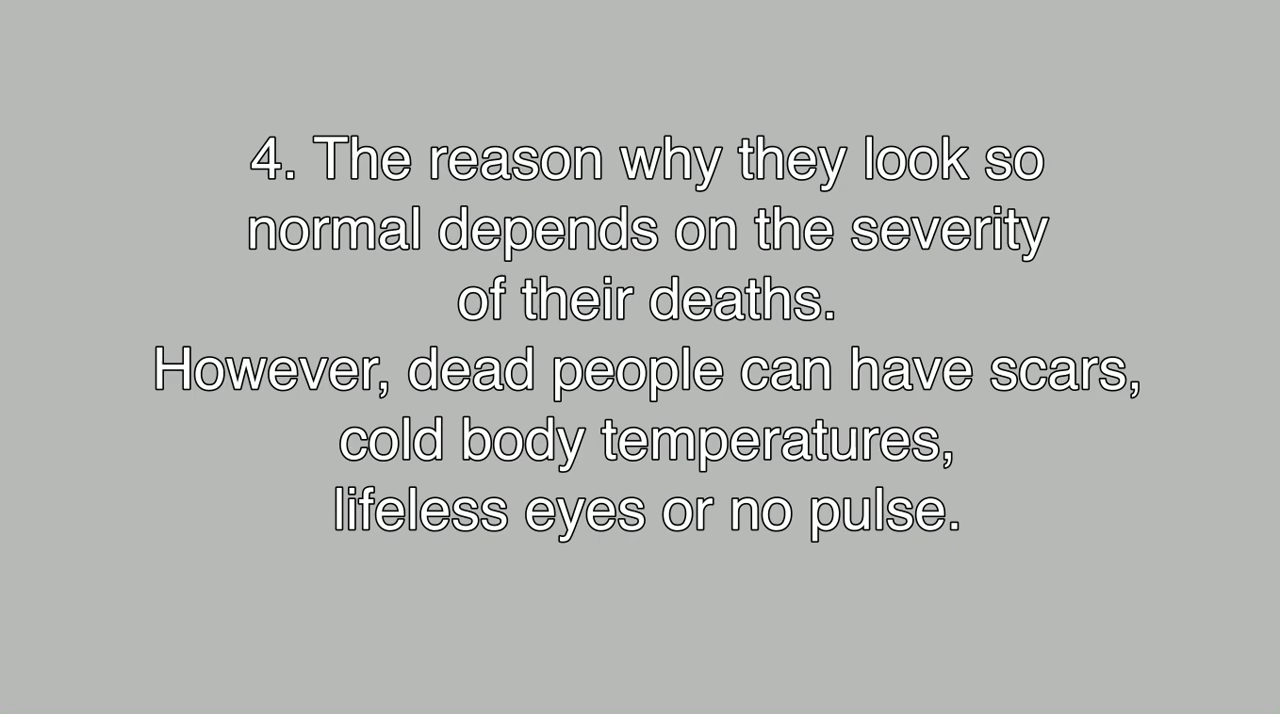 4. The reason why they look so
normal depends on the severity
of their deaths.
However, dead people can have scars,
cold body temperatures,
lifeless eyes or no pulse.